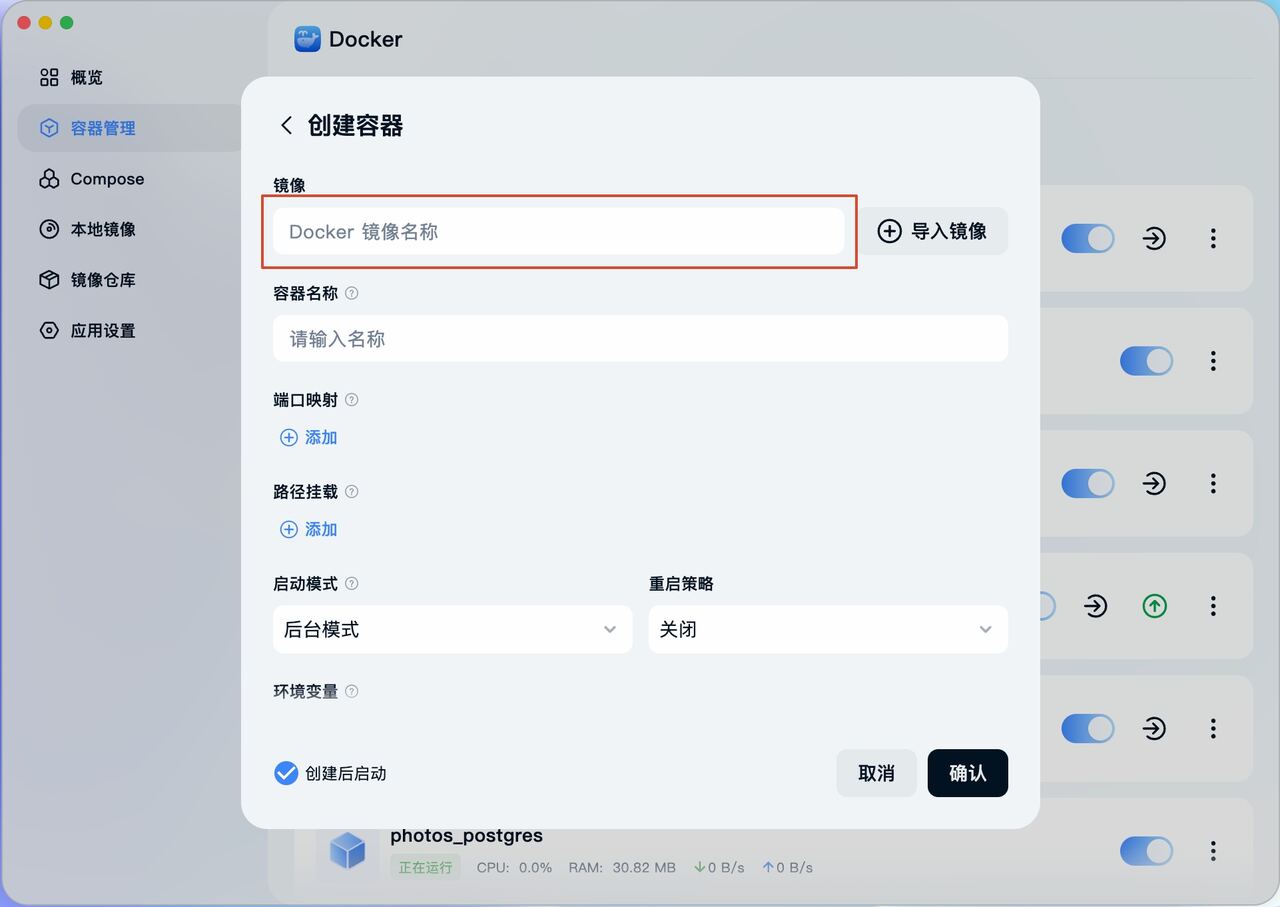 Docker
概览
容器管理
Compose
本地镜像
镜像仓库
应用设置
创建容器
镜像
Docker 镜像名称
导入镜像
容器名称
请输入名称
端口映射
添加
路径挂载
添加
启动模式
重启策略
后台模式
关闭
环境变量
创建后启动
取消
确认
photos_postgres
正在运行 CPU: 0.0% RAM: 30.82 MB ↓0 B/s ↑0 B/s